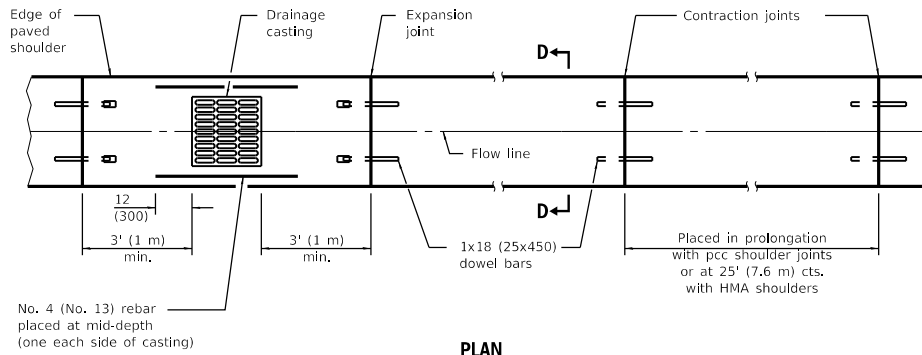 Edge of
paved
shoulder
Drainage
casting
Expansion
joint
Contraction joints
D
Flow line
D
12
(300)
3' (1 m)
min.
3' (1 m)
min.
1x18 (25x450)
dowel bars
Placed in prolongation
with pcc shoulder joints
or at 25' (7.6 m) cts.
with HMA shoulders
No. 4 (No. 13) rebar
placed at mid-depth
(one each side of casting)
PLAN